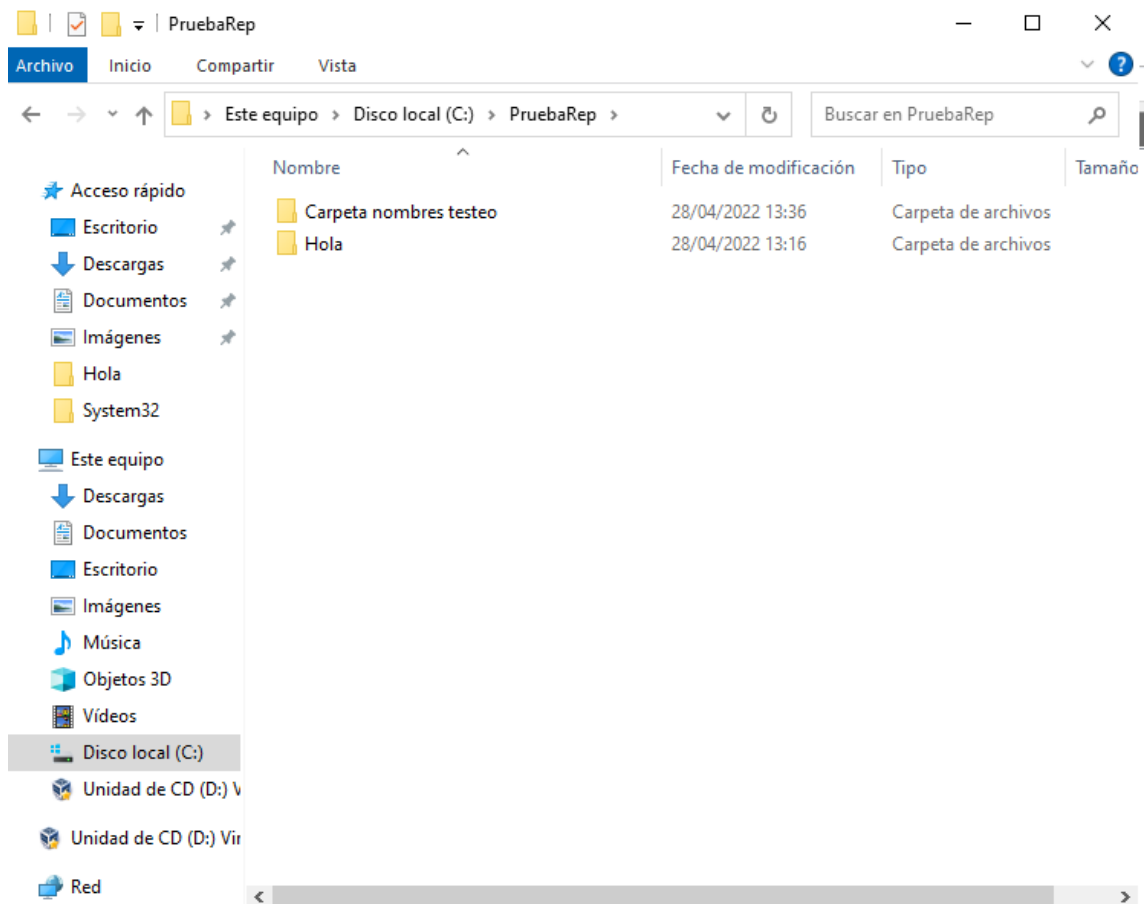 PruebaRep
Archivo Inicio Compartir Vista
Este equipo Disco local (C:) PruebaRep
Buscar en PruebaRep
Nombre Fecha de modificación Tipo Tamaño
Carpeta nombres testeo 28/04/2022 13:36 Carpeta de archivos
Hola 28/04/2022 13:16 Carpeta de archivos
Acceso rápido
Escritorio
Descargas
Documentos
Imágenes
Hola
System32
Este equipo
Descargas
Documentos
Escritorio
Imágenes
Música
Objetos 3D
Vídeos
Disco local (C:)
Unidad de CD (D:) V
Unidad de CD (D:) Vir
Red